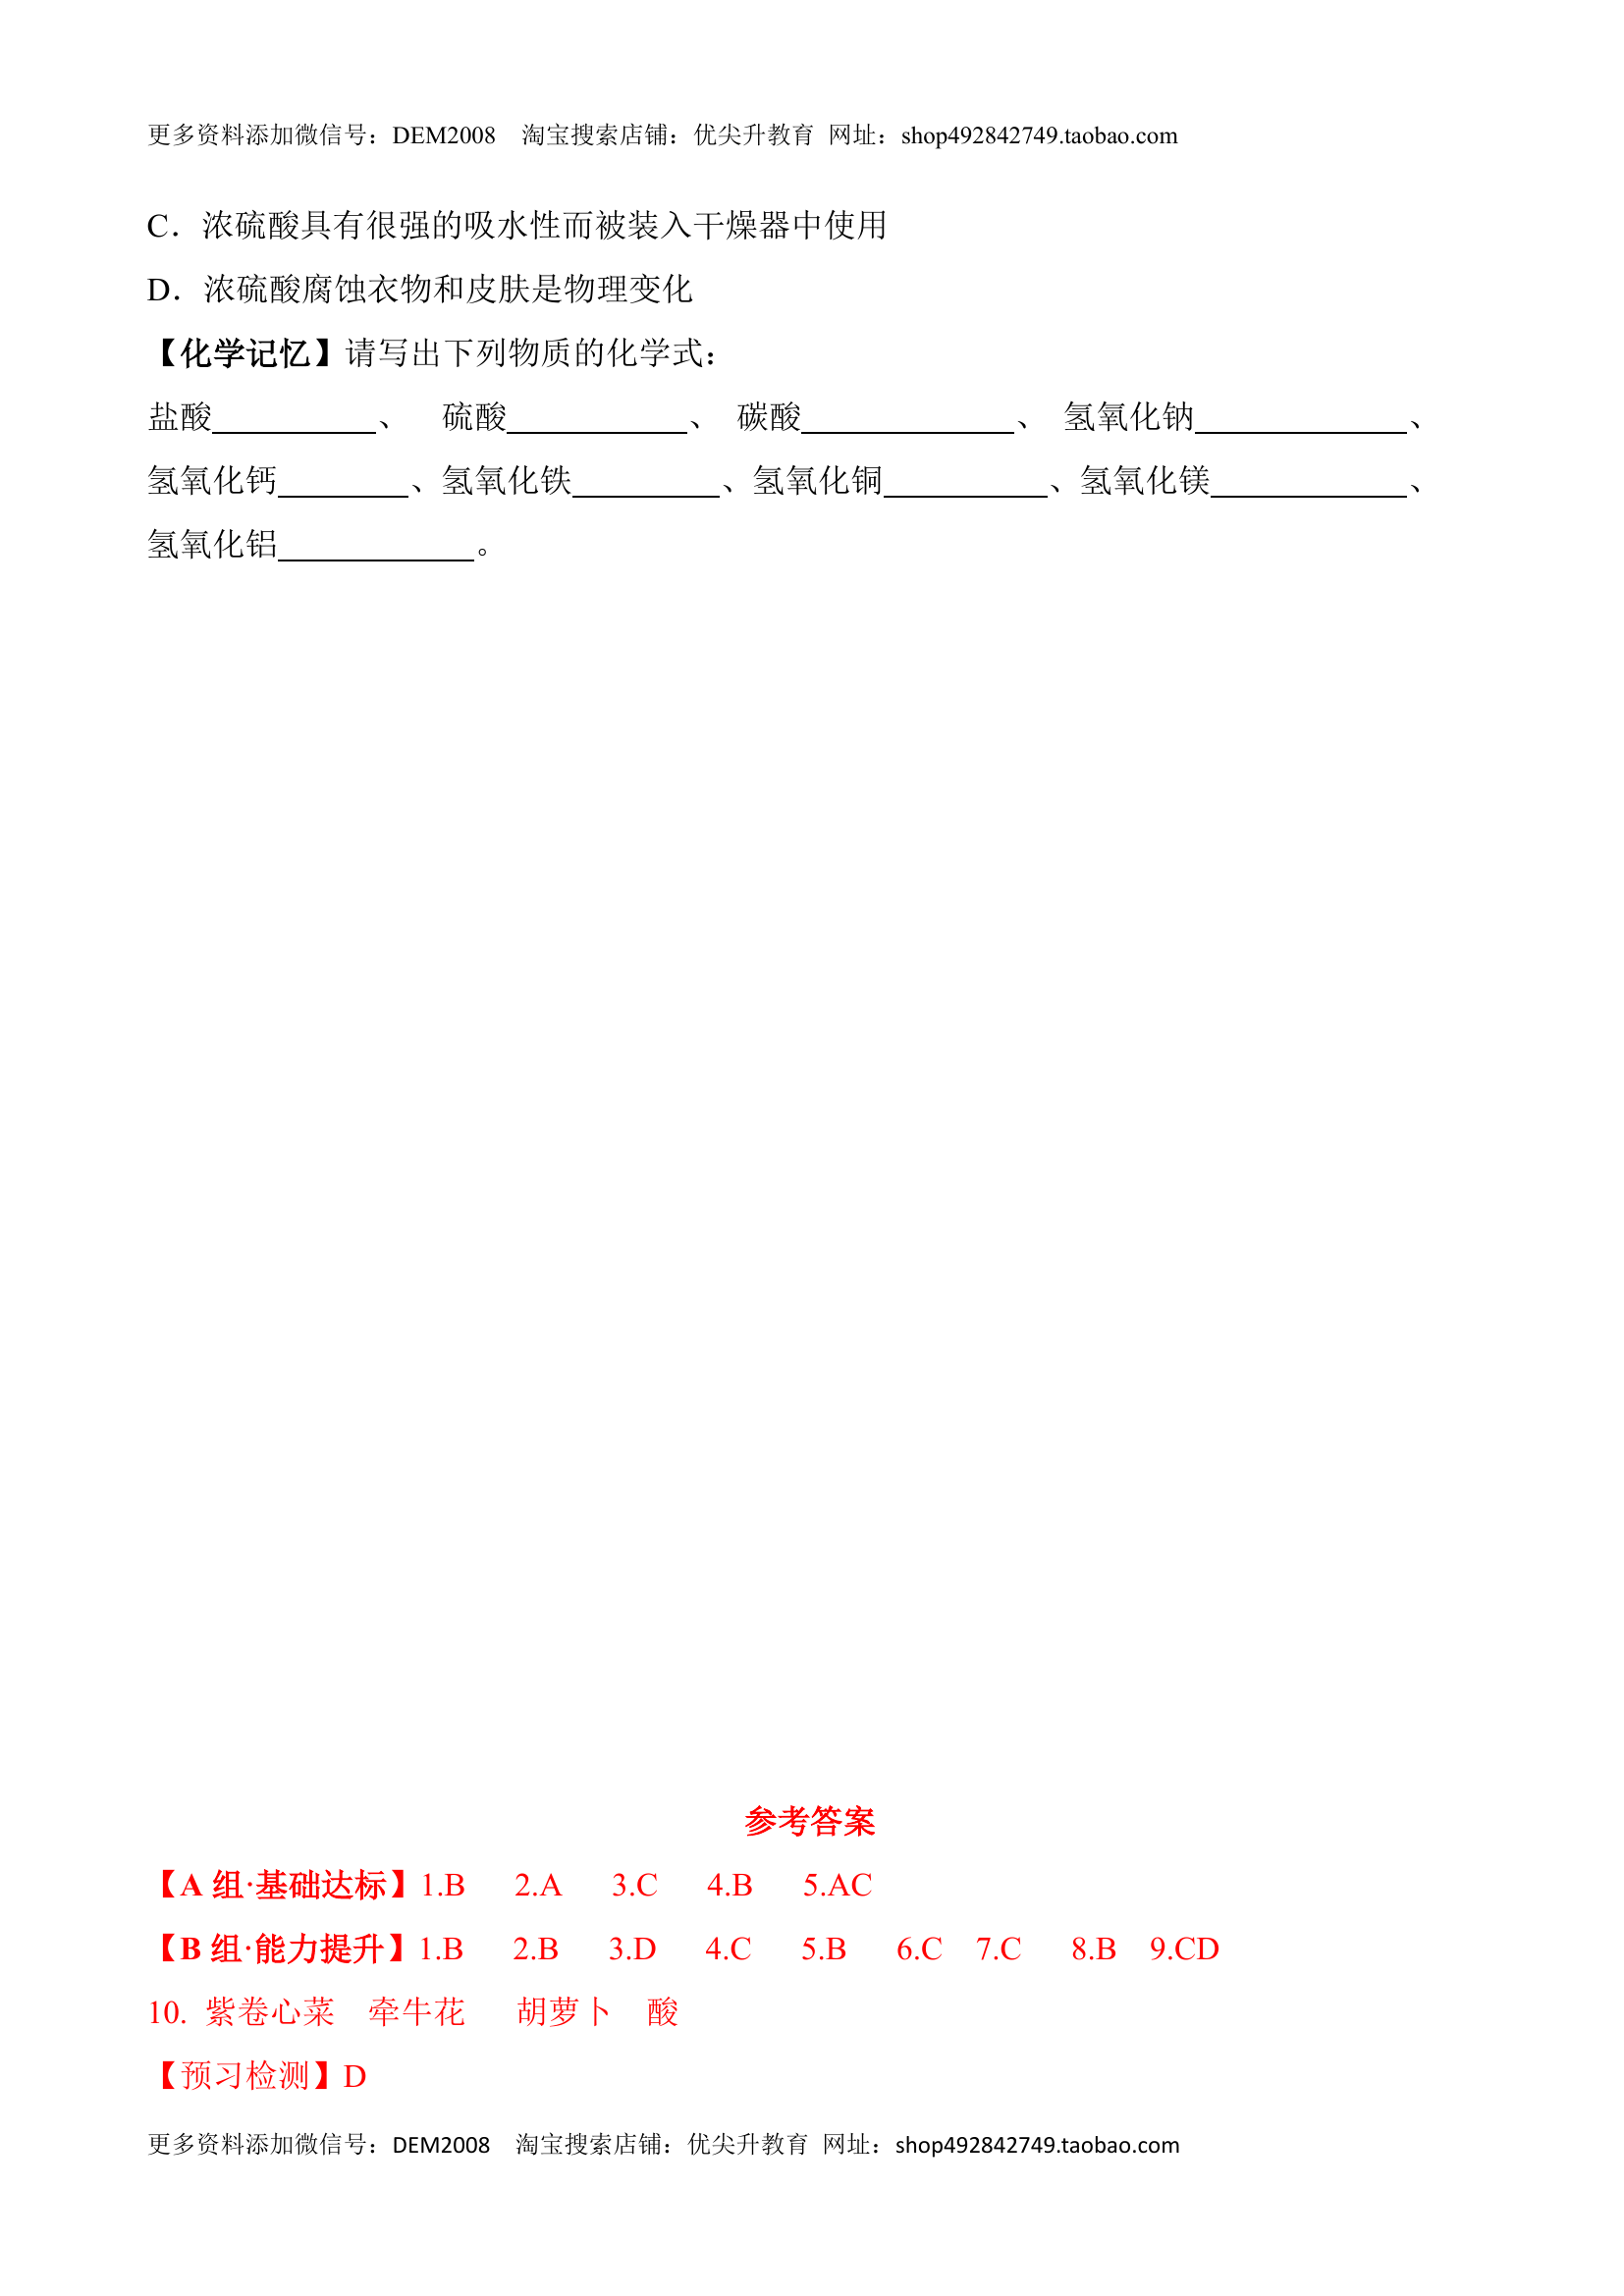 更多资料添加微信号：DEM2008 淘宝搜索店铺：优尖升教育 网址：shop492842749.taobao.com
C．浓硫酸具有很强的吸水性而被装入干燥器中使用
D．浓硫酸腐蚀衣物和皮肤是物理变化
【化学记忆】请写出下列物质的化学式：
盐酸__________、 硫酸___________、 碳酸_____________、 氢氧化钠_____________、
氢氧化钙________、氢氧化铁_________、氢氧化铜__________、氢氧化镁____________、
氢氧化铝____________。
参考答案
【A 组·基础达标】1.B 2.A 3.C 4.B 5.AC
【B 组·能力提升】1.B 2.B 3.D 4.C 5.B 6.C 7.C 8.B 9.CD
10. 紫卷心菜 牵牛花 胡萝卜 酸
【预习检测】D
更多资料添加微信号：DEM2008 淘宝搜索店铺：优尖升教育 网址：shop492842749.taobao.com